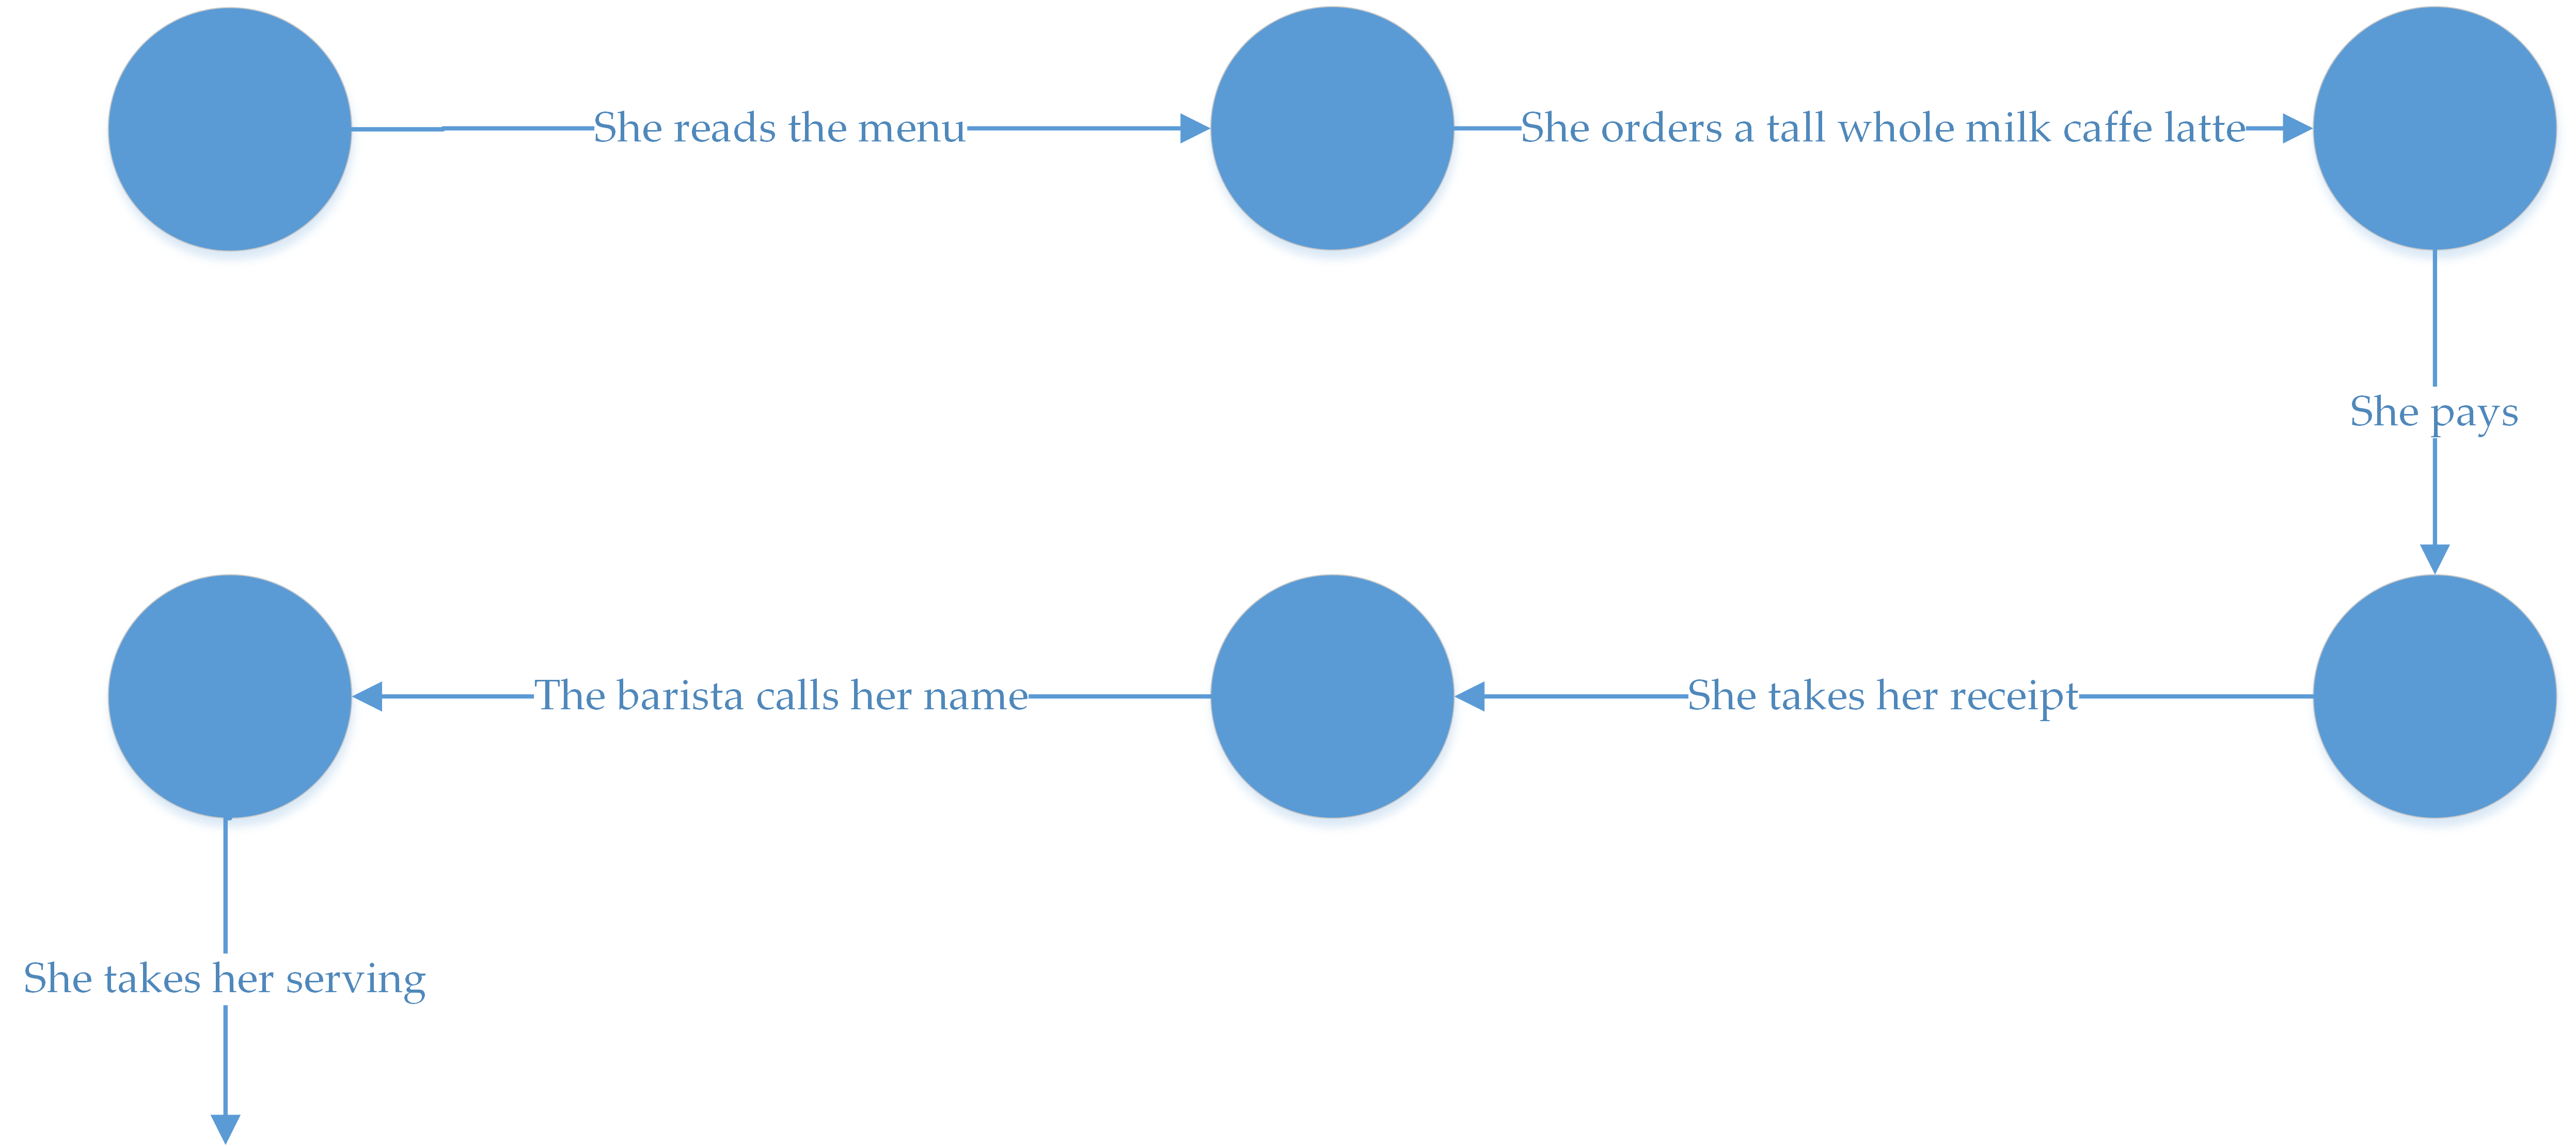 She reads the menu
She orders a tall whole milk caffe latte
She pays
She takes her receipt
The barista calls her name
She takes her serving